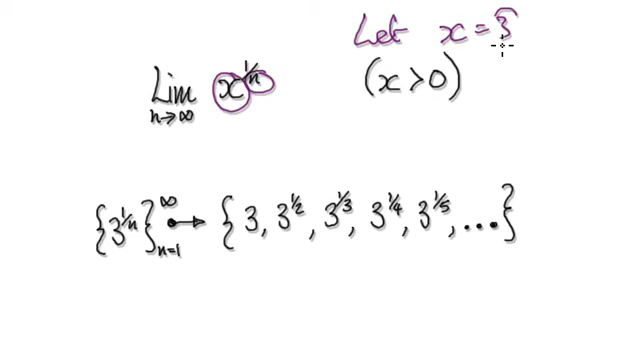 Let x = 3
Lim n→∞ x^{1/n} (x > 0)
{3^{1/n}}_{n=1}^{∞} •→ {3, 3^{1/2}, 3^{1/3}, 3^{1/4}, 3^{1/5}, ...}